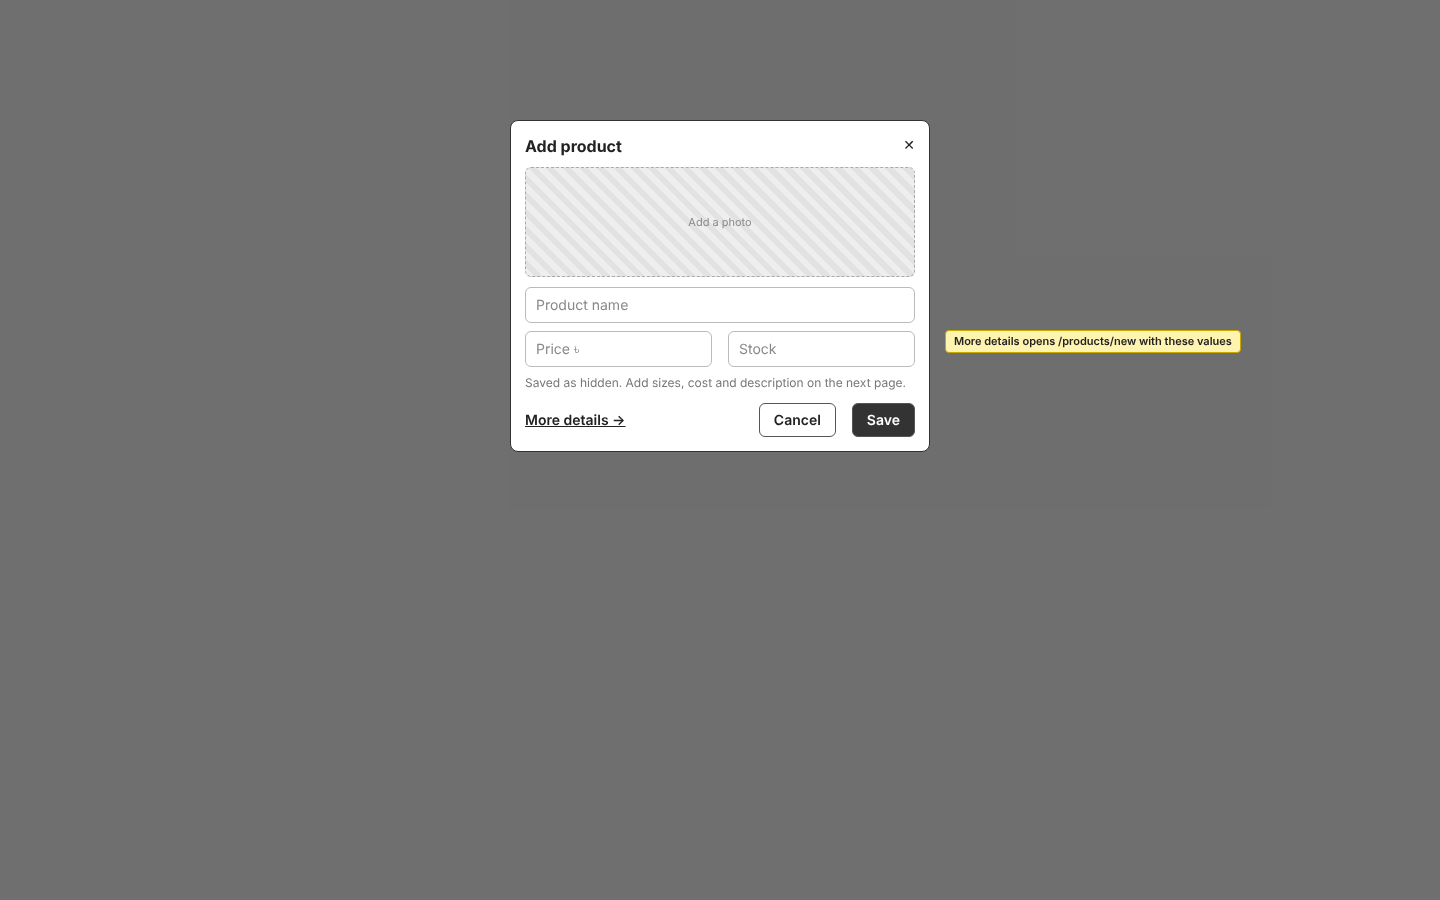 Add product ✕
Add a photo
Product name
Price ৳ Stock
More details opens /products/new with these values
Saved as hidden. Add sizes, cost and description on the next page.
More details → Cancel Save